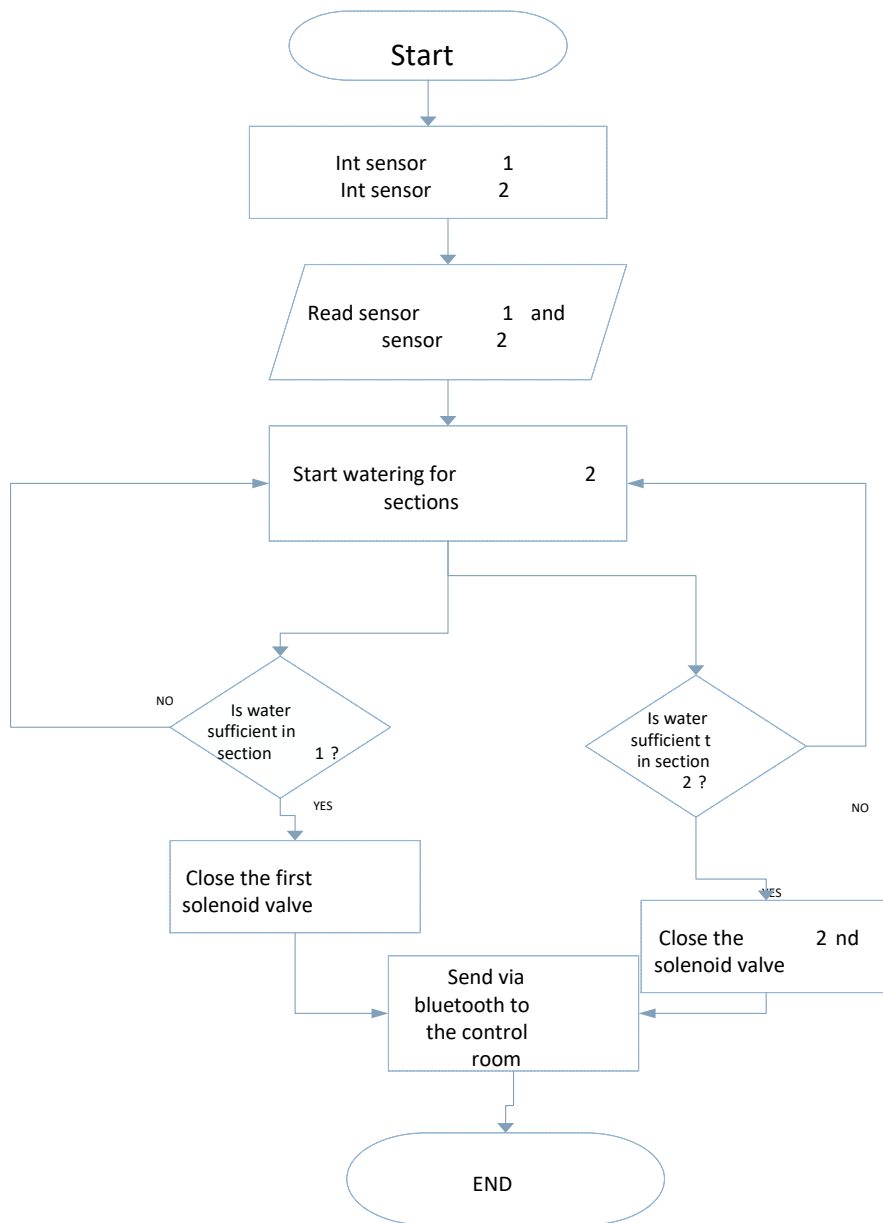 Start
Int sensor 1
Int sensor 2
Read sensor 1 and
sensor 2
Start watering for 2
sections
NO
Is water
sufficient in
section 1 ?
YES
Is water
sufficient t
in section
2 ?
NO
YES
Close the first
solenoid valve
Close the 2 nd
solenoid valve
Send via
bluetooth to
the control
room
END